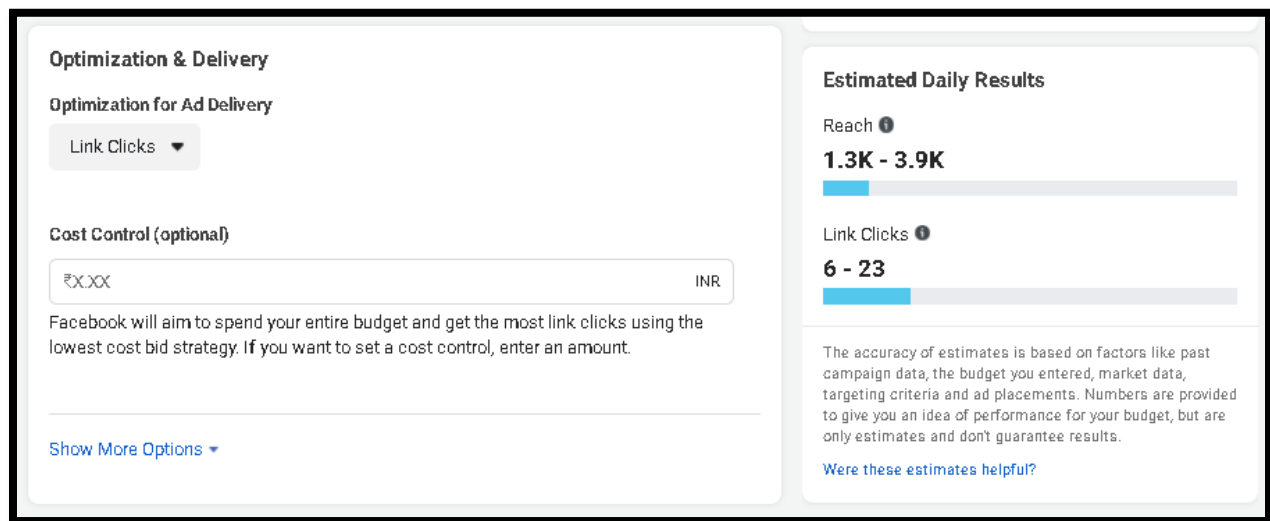 Optimization & Delivery
Optimization for Ad Delivery
Link Clicks
Cost Control (optional)
₹X.XX INR
Facebook will aim to spend your entire budget and get the most link clicks using the
lowest cost bid strategy. If you want to set a cost control, enter an amount.
Show More Options
Estimated Daily Results
Reach
1.3K - 3.9K
Link Clicks
6 - 23
The accuracy of estimates is based on factors like past
campaign data, the budget you entered, market data,
targeting criteria and ad placements. Numbers are provided
to give you an idea of performance for your budget, but are
only estimates and don't guarantee results.
Were these estimates helpful?